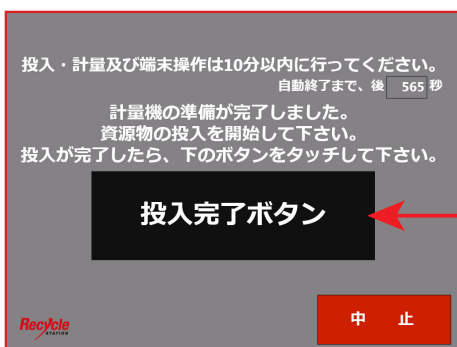 投入・計量及び端末操作は10分以内に行ってください。
自動終了まで、後 565 秒
計量機の準備が完了しました。
資源物の投入を開始して下さい。
投入が完了したら、下のボタンをタッチして下さい。
投入完了ボタン
Recycle
STATION
中 止